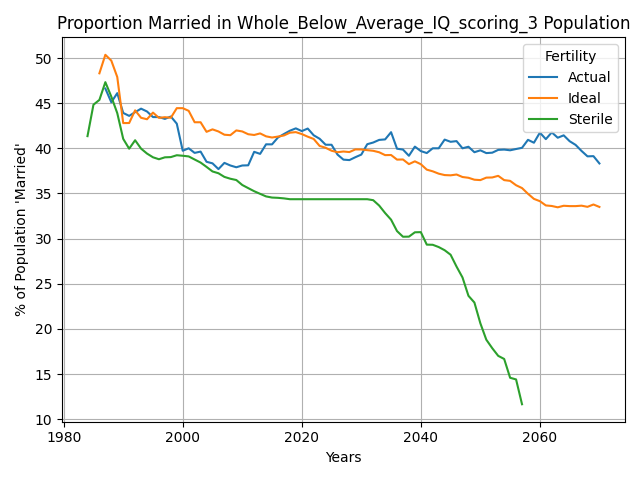 Proportion Married in Whole_Below_Average_IQ_scoring_3 Population
% of Population 'Married'
50
45
40
35
30
25
20
15
10
1980
2000
2020
2040
2060
Years
Fertility
Actual
Ideal
Sterile